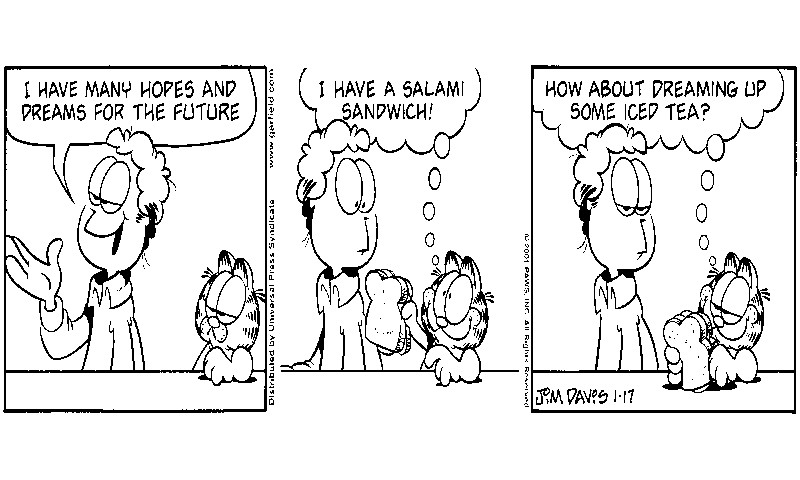 I HAVE MANY HOPES AND
DREAMS FOR THE FUTURE
www.garfield.com
Distributed by Universal Press Syndicate
I HAVE A SALAMI
SANDWICH!
© 2001 PAWS, INC. All Rights Reserved
HOW ABOUT DREAMING UP
SOME ICED TEA?
JIM DAVIS 1-17